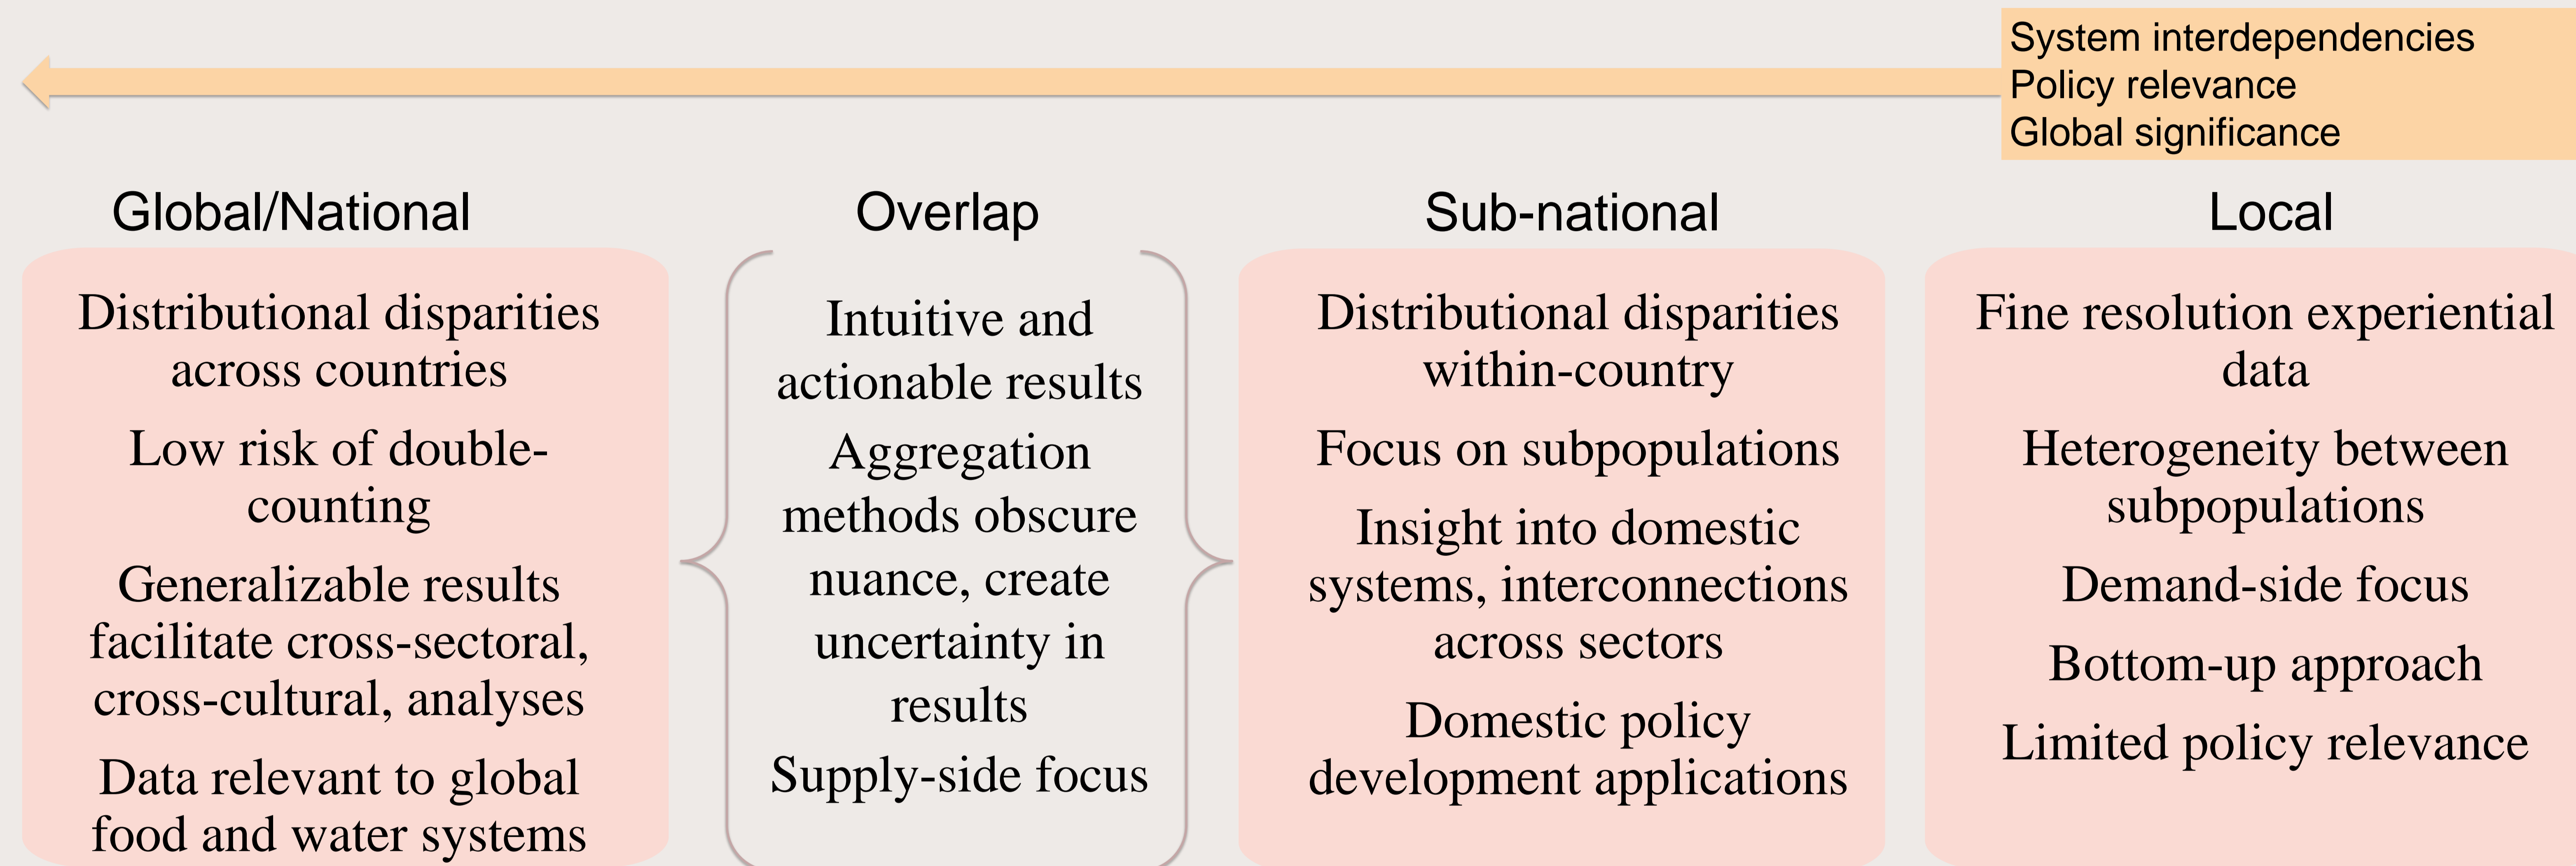 System interdependencies
Policy relevance
Global significance
Global/National
Distributional disparities
across countries
Low risk of double-
counting
Generalizable results
facilitate cross-sectoral,
cross-cultural, analyses
Data relevant to global
food and water systems
Overlap
Intuitive and
actionable results
Aggregation
methods obscure
nuance, create
uncertainty in
results
Supply-side focus
Sub-national
Distributional disparities
within-country
Focus on subpopulations
Insight into domestic
systems, interconnections
across sectors
Domestic policy
development applications
Local
Fine resolution experiential
data
Heterogeneity between
subpopulations
Demand-side focus
Bottom-up approach
Limited policy relevance